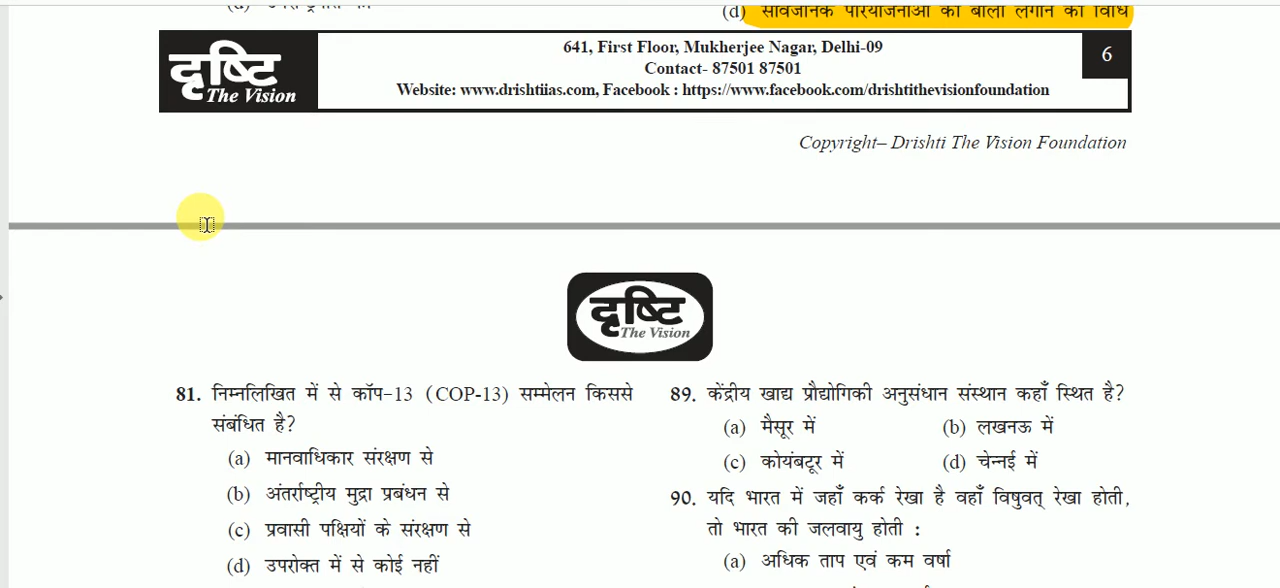 (d) सार्वजनिक परियोजनाओं की बोली लगाने की विधि
दृष्टि
The Vision
641, First Floor, Mukherjee Nagar, Delhi-09
Contact- 87501 87501
Website: www.drishtiias.com, Facebook : https://www.facebook.com/drishtithevisionfoundation
6
Copyright– Drishti The Vision Foundation
दृष्टि
The Vision
81. निम्नलिखित में से कॉप-13 (COP-13) सम्मेलन किससे
संबंधित है?
(a) मानवाधिकार संरक्षण से
(b) अंतर्राष्ट्रीय मुद्रा प्रबंधन से
(c) प्रवासी पक्षियों के संरक्षण से
(d) उपरोक्त में से कोई नहीं
89. केंद्रीय खाद्य प्रौद्योगिकी अनुसंधान संस्थान कहाँ स्थित है?
(a) मैसूर में (b) लखनऊ में
(c) कोयंबटूर में (d) चेन्नई में
90. यदि भारत में जहाँ कर्क रेखा है वहाँ विषुवत् रेखा होती,
तो भारत की जलवायु होती :
(a) अधिक ताप एवं कम वर्षा